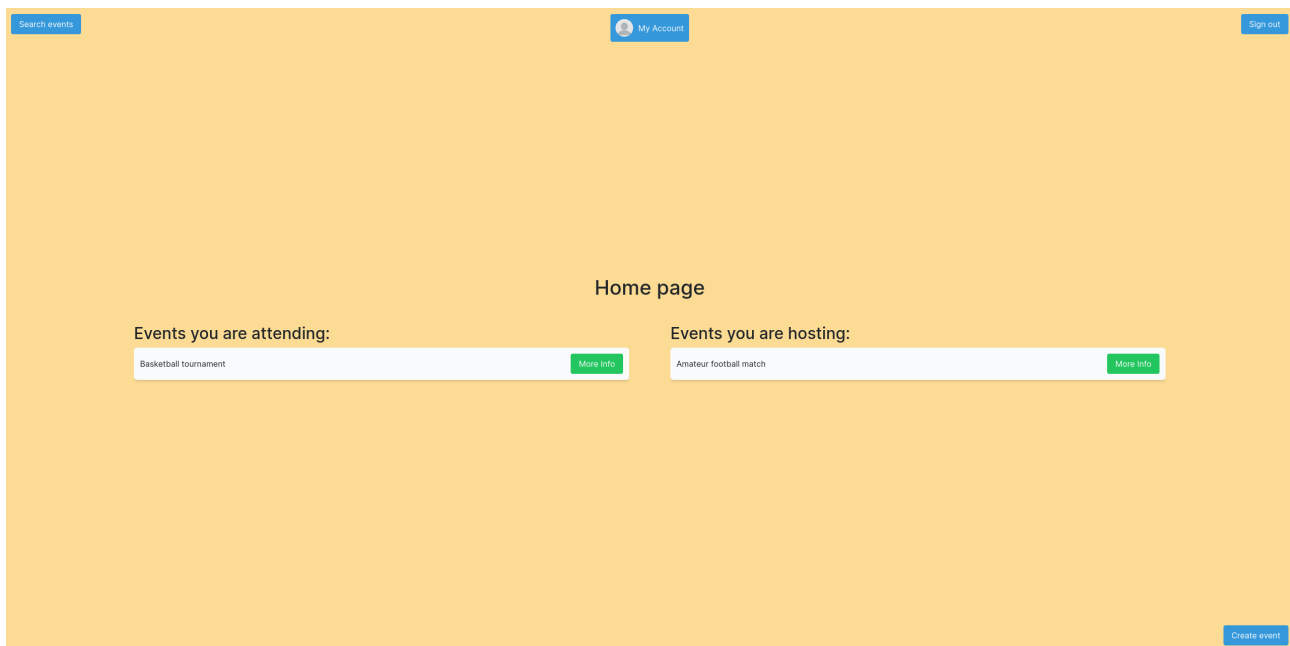 Search events
My Account
Sign out
Home page
Events you are attending:
Basketball tournament
More Info
Events you are hosting:
Amateur football match
More Info
Create event